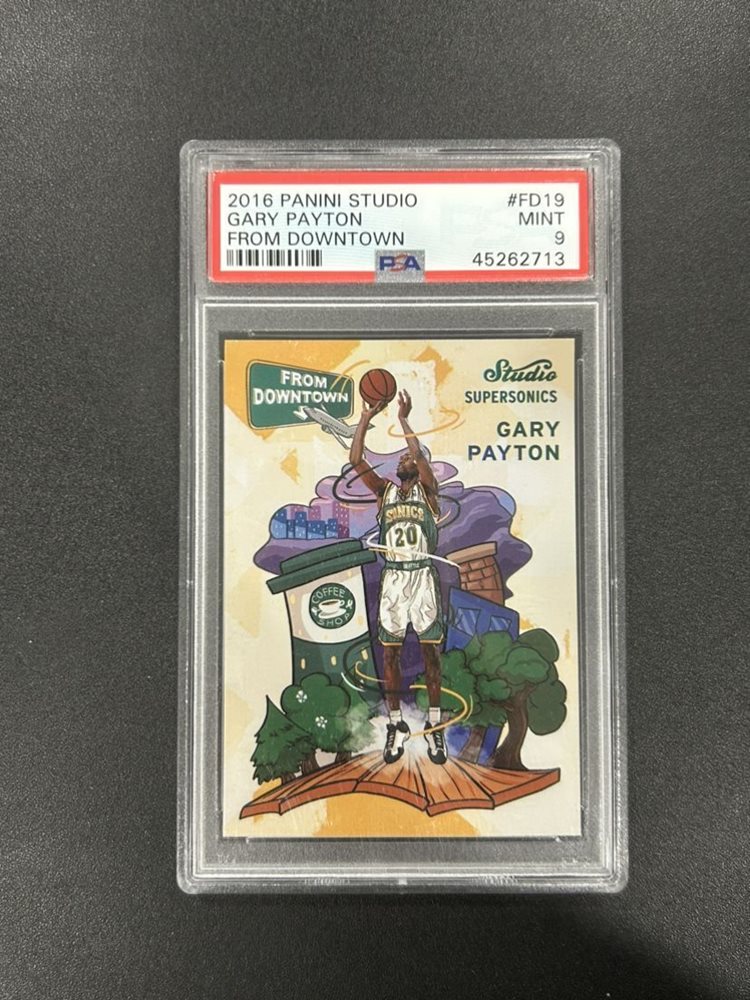 2016 PANINI STUDIO #FD19
GARY PAYTON MINT
FROM DOWNTOWN 9
PSA 45262713
FROM
DOWNTOWN
Studio
SUPERSONICS
GARY
PAYTON
SONICS
20
SEATTLE
COFFEE
SHOP